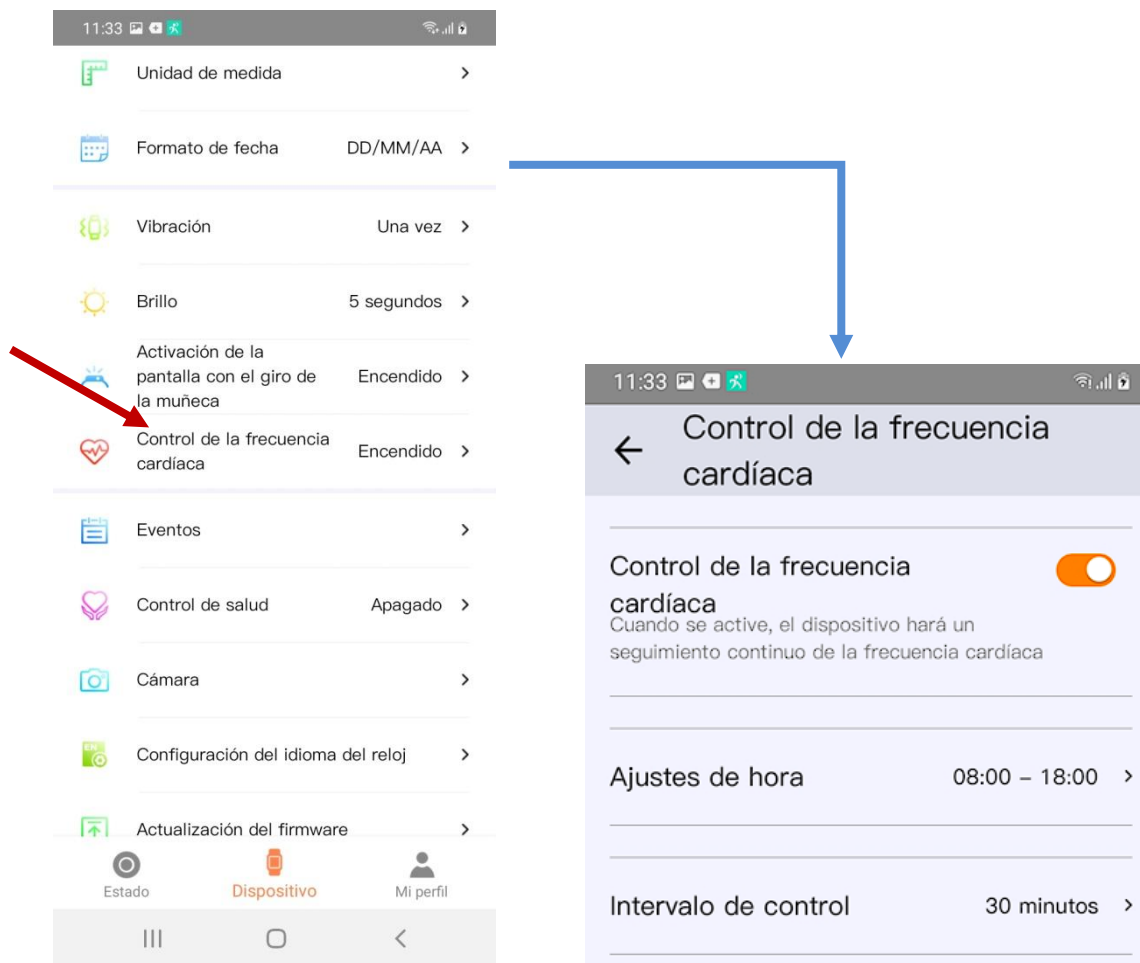 11:33
Unidad de medida
Formato de fecha DD/MM/AA
Vibración Una vez
Brillo 5 segundos
Activación de la
pantalla con el giro de Encendido
la muñeca
Control de la frecuencia
cardíaca Encendido
Eventos
Control de salud Apagado
Cámara
EN
Configuración del idioma del reloj
Actualización del firmware
Estado Dispositivo Mi perfil
11:33
Control de la frecuencia
cardíaca
Control de la frecuencia
cardíaca
Cuando se active, el dispositivo hará un
seguimiento continuo de la frecuencia cardíaca
Ajustes de hora 08:00 – 18:00
Intervalo de control 30 minutos